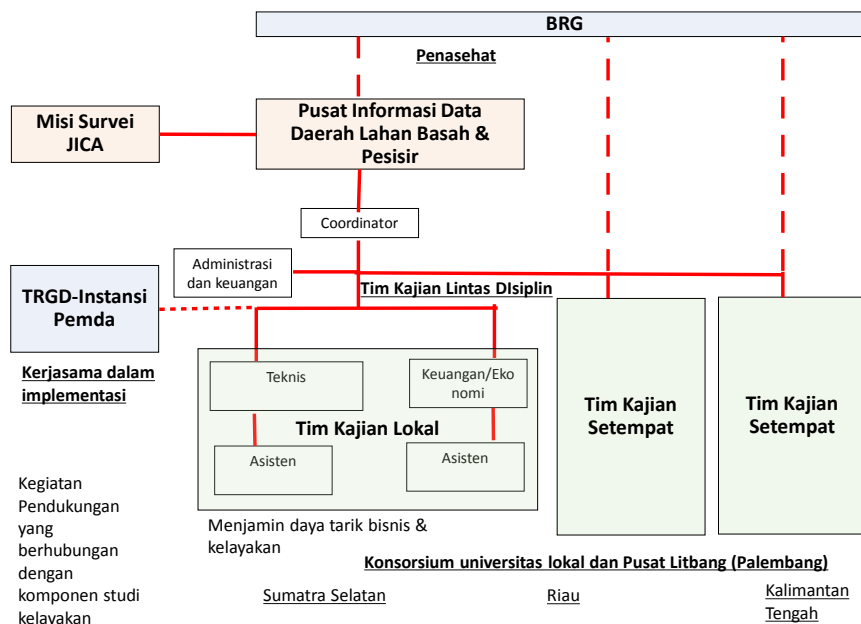 BRG
Penasehat
Misi Survei
JICA
Pusat Informasi Data
Daerah Lahan Basah &
Pesisir
Coordinator
Administrasi
dan keuangan
TRGD-Instansi
Pemda
Tim Kajian Lintas DIsiplin
Kerjasama dalam
implementasi
Teknis
Keuangan/Eko
nomi
Tim Kajian Lokal
Asisten
Asisten
Tim Kajian
Setempat
Tim Kajian
Setempat
Kegiatan
Pendukungan
yang
berhubungan
dengan
komponen studi
kelayakan
Menjamin daya tarik bisnis &
kelayakan
Konsorsium universitas lokal dan Pusat Litbang (Palembang)
Sumatra Selatan
Riau
Kalimantan
Tengah